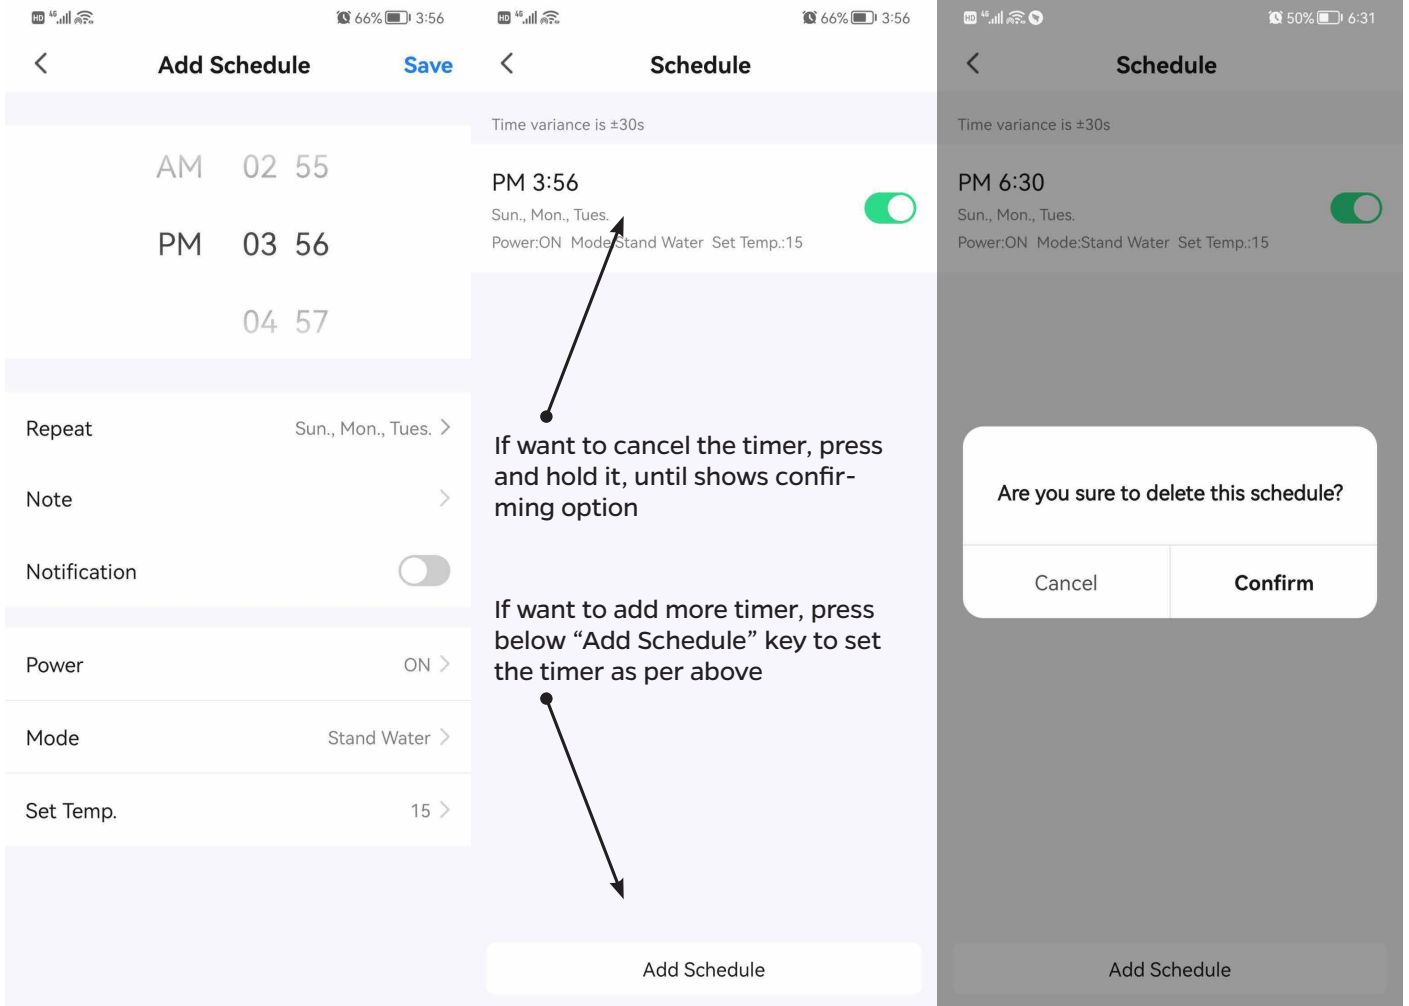 HD 4G 66% 3:56
Add Schedule Save
AM 02 55
PM 03 56
04 57
Repeat Sun., Mon., Tues.
Note
Notification
Power ON
Mode Stand Water
Set Temp. 15
HD 4G 66% 3:56
Schedule
Time variance is ±30s
PM 3:56
Sun., Mon., Tues.
Power:ON Mode:Stand Water Set Temp.:15
If want to cancel the timer, press
and hold it, until shows confir-
ming option
If want to add more timer, press
below “Add Schedule” key to set
the timer as per above
Add Schedule
HD 4G 50% 6:31
Schedule
Time variance is ±30s
PM 6:30
Sun., Mon., Tues.
Power:ON Mode:Stand Water Set Temp.:15
Are you sure to delete this schedule?
Cancel Confirm
Add Schedule